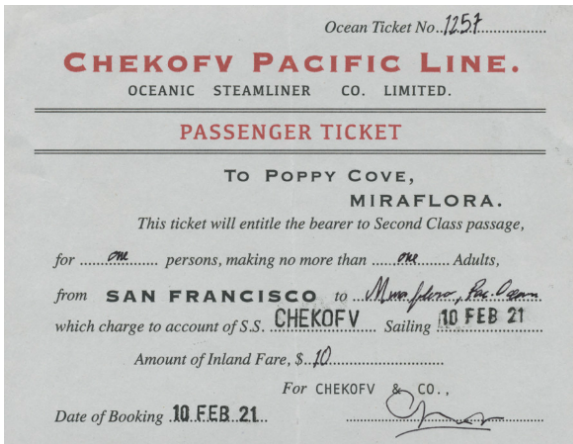 Ocean Ticket No. 1257
CHEKOFV PACIFIC LINE.
OCEANIC STEAMLINER CO. LIMITED.
PASSENGER TICKET
TO POPPY COVE,
MIRAFLORA.
This ticket will entitle the bearer to Second Class passage,
for one persons, making no more than one Adults,
from SAN FRANCISCO to Miraflora, Pac. Ocean
which charge to account of S.S. CHEKOFV Sailing 10 FEB 21
Amount of Inland Fare, $ 10
For CHEKOFV & CO.,
Date of Booking 10 FEB 21